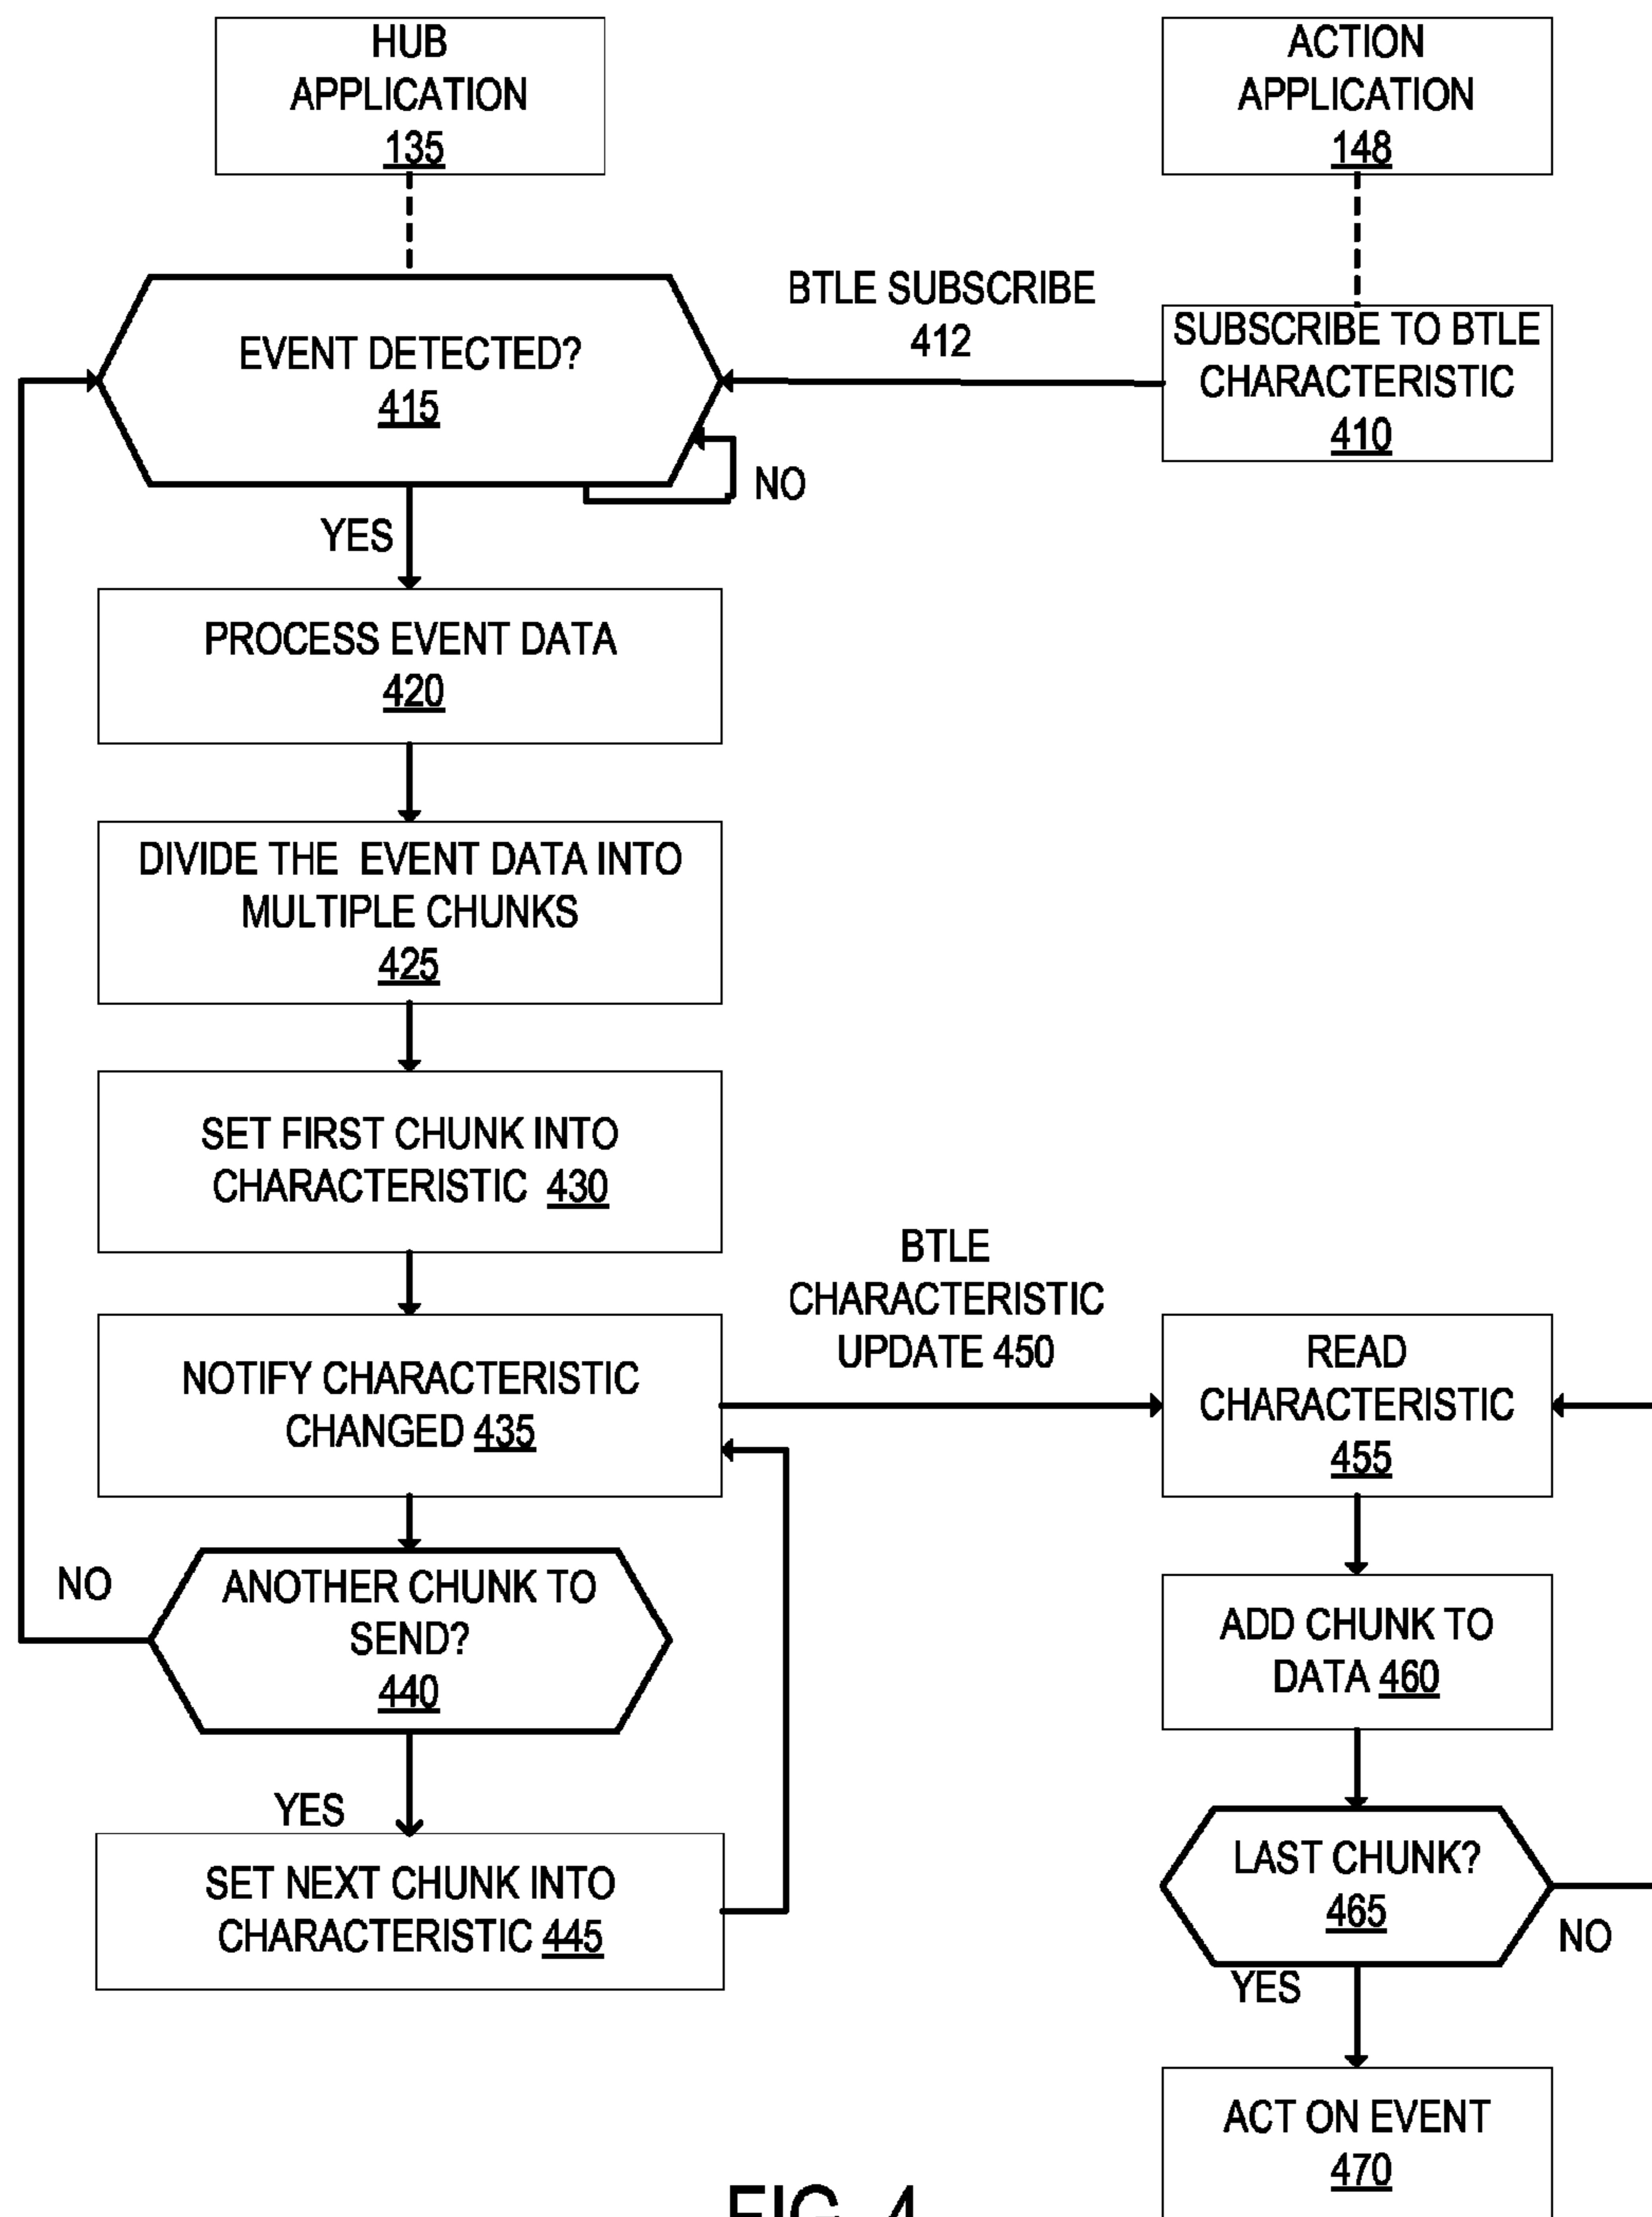 HUB
APPLICATION
135
ACTION
APPLICATION
148
BTLE SUBSCRIBE
412
EVENT DETECTED?
415
SUBSCRIBE TO BTLE
CHARACTERISTIC
410
NO
YES
PROCESS EVENT DATA
420
DIVIDE THE EVENT DATA INTO
MULTIPLE CHUNKS
425
SET FIRST CHUNK INTO
CHARACTERISTIC 430
BTLE
CHARACTERISTIC
UPDATE 450
NOTIFY CHARACTERISTIC
CHANGED 435
READ
CHARACTERISTIC
455
NO
ANOTHER CHUNK TO
SEND?
440
ADD CHUNK TO
DATA 460
YES
SET NEXT CHUNK INTO
CHARACTERISTIC 445
LAST CHUNK?
465
NO
YES
ACT ON EVENT
470
FIG. 4